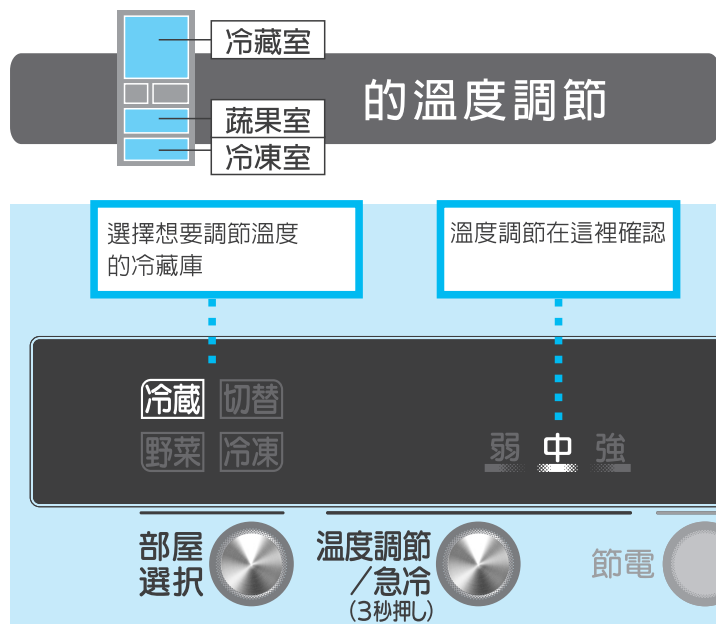 冷藏室
蔬果室
冷凍室
的溫度調節
選擇想要調節溫度
的冷藏庫
溫度調節在這裡確認
冷蔵 切替
野菜 冷凍
弱 中 強
部屋
選択
温度調節
／急冷
(3秒押し)
節電